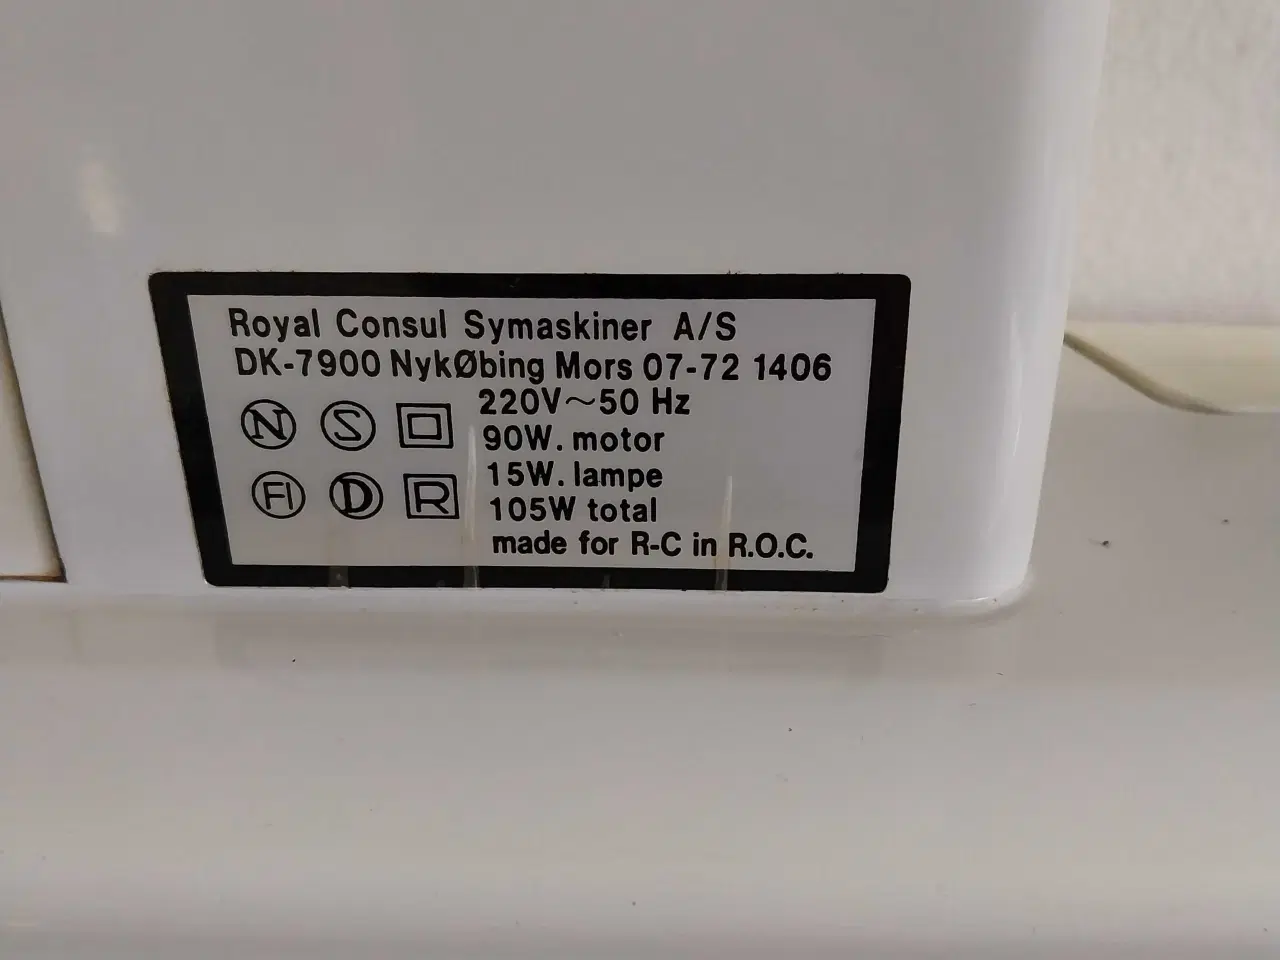 Royal Consul Symaskiner A/S
DK-7900 NykØbing Mors 07-72 1406
220V~50 Hz
N S
90W. motor
15W. lampe
FI D R
105W total
made for R-C in R.O.C.